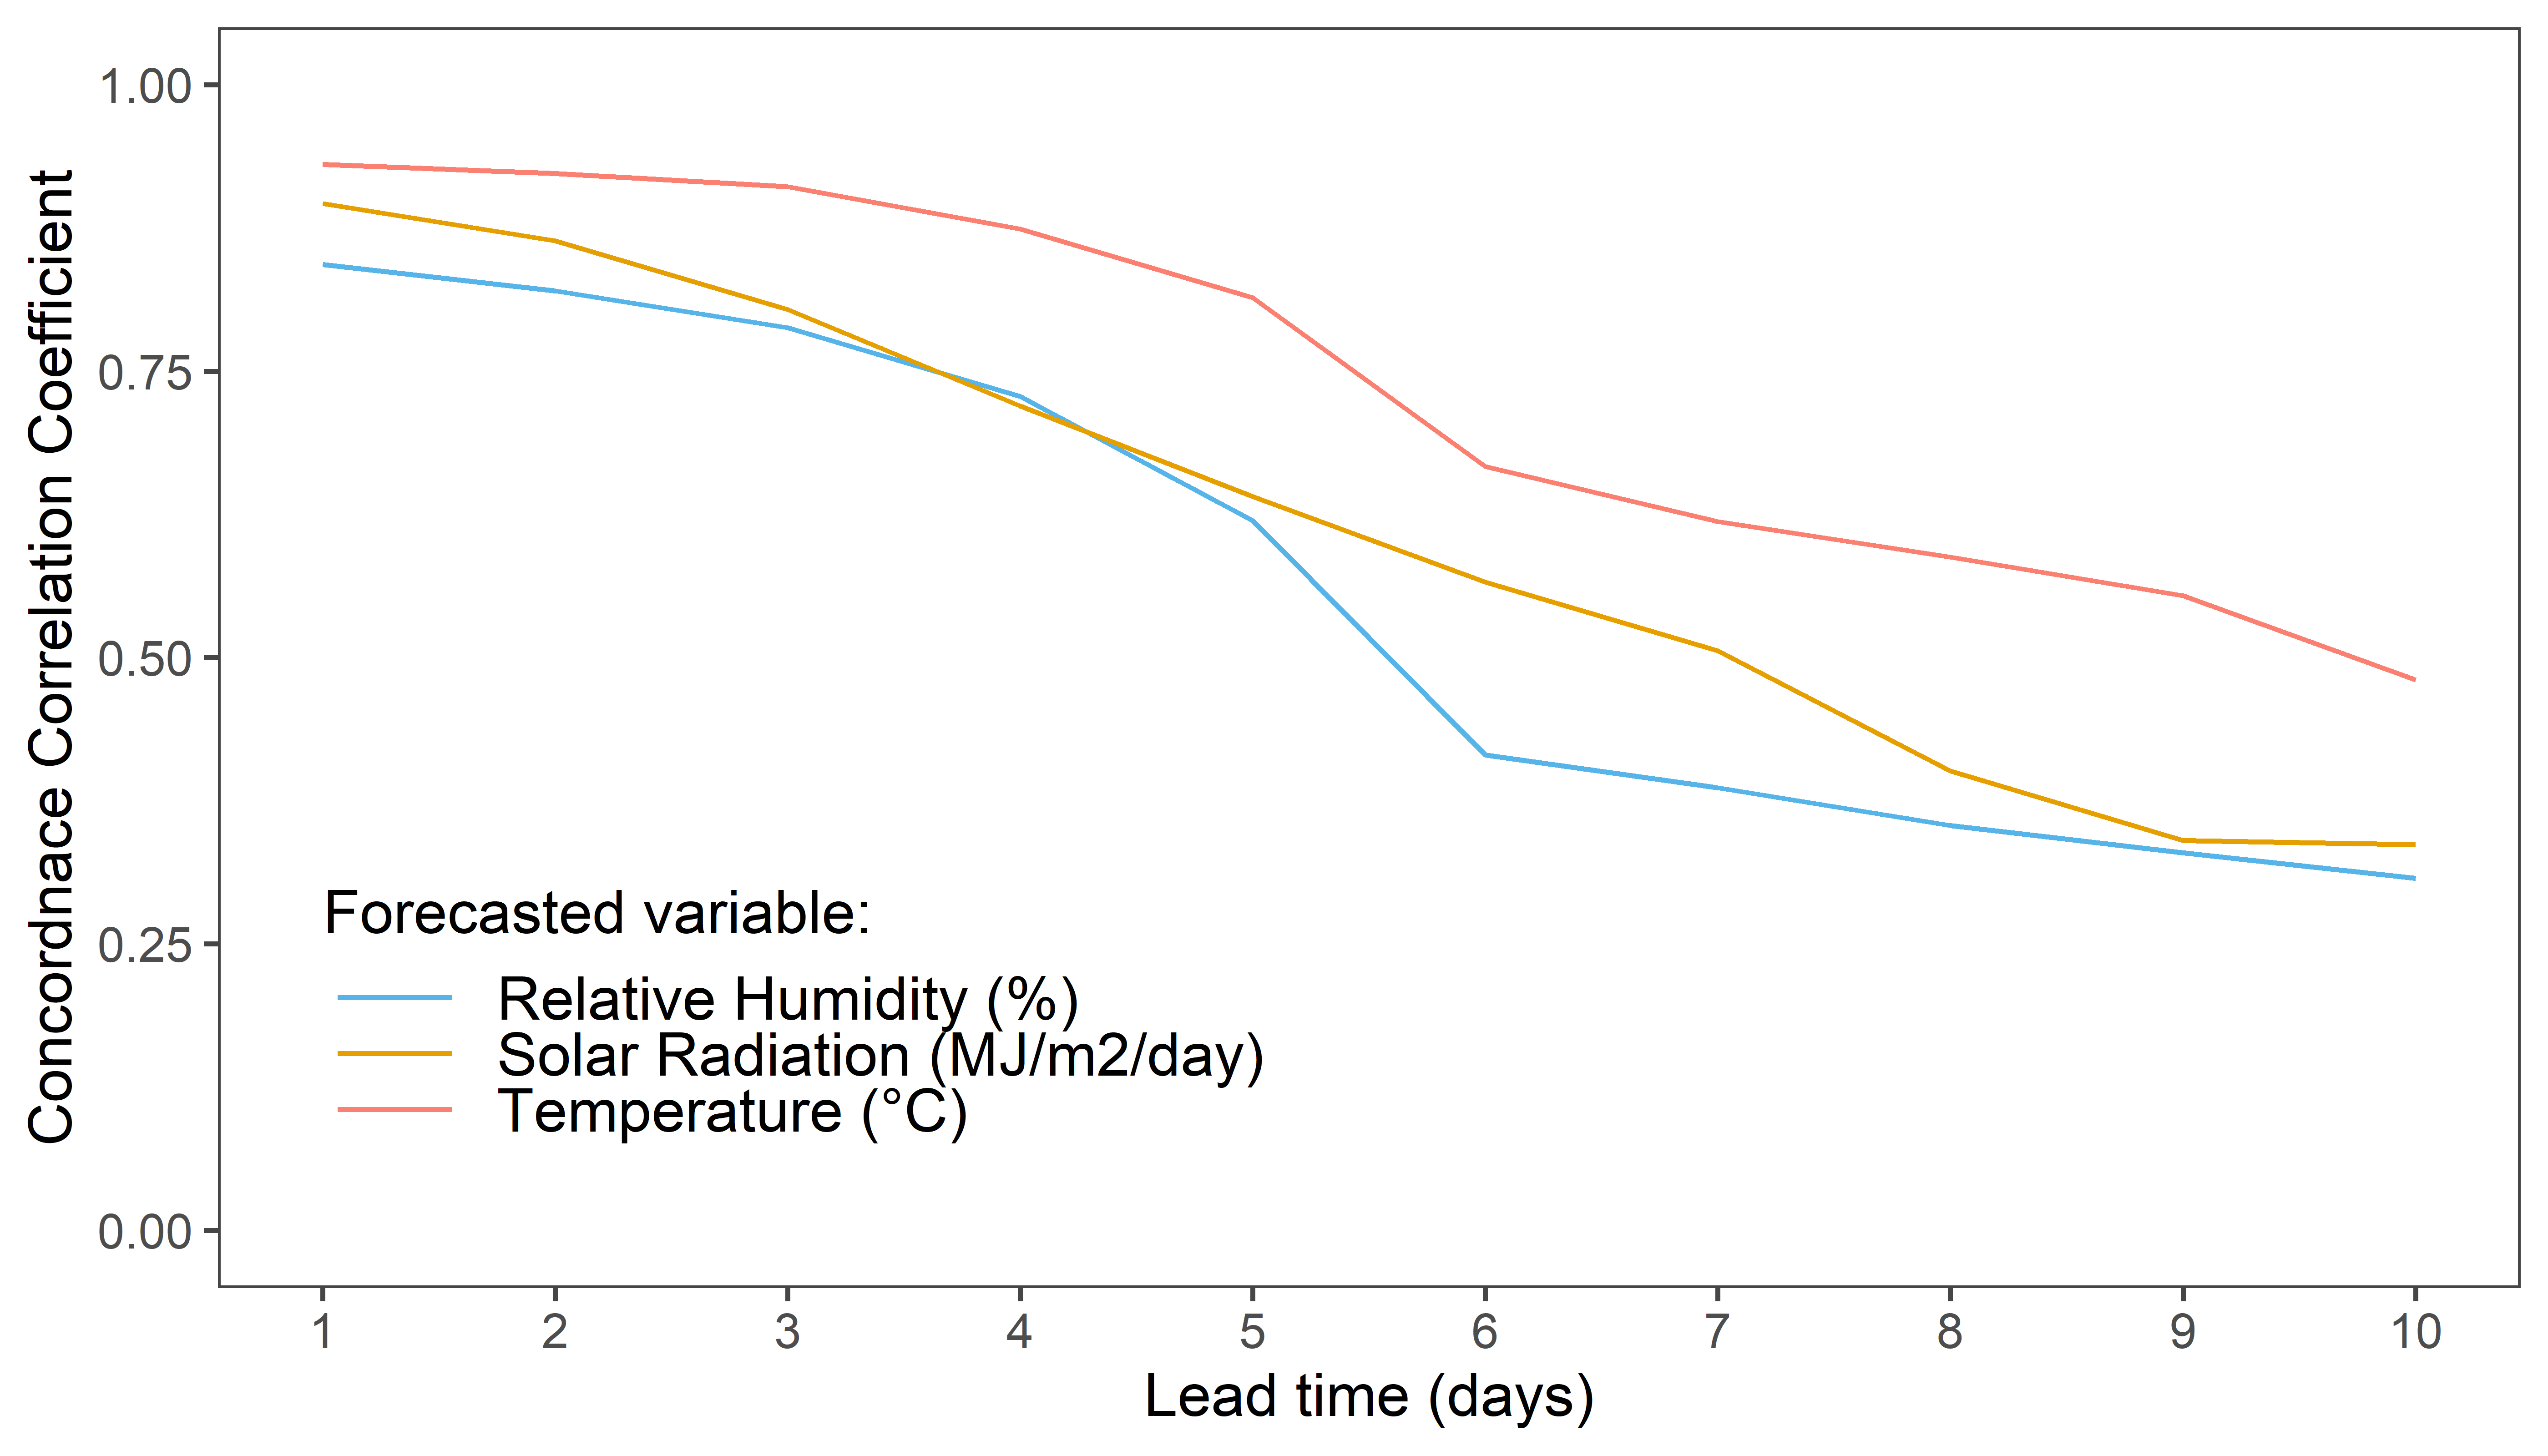 Concordnace Correlation Coefficient
1.00
0.75
0.50
0.25
0.00
Forecasted variable:
Relative Humidity (%)
Solar Radiation (MJ/m2/day)
Temperature (°C)
1 2 3 4 5 6 7 8 9 10
Lead time (days)